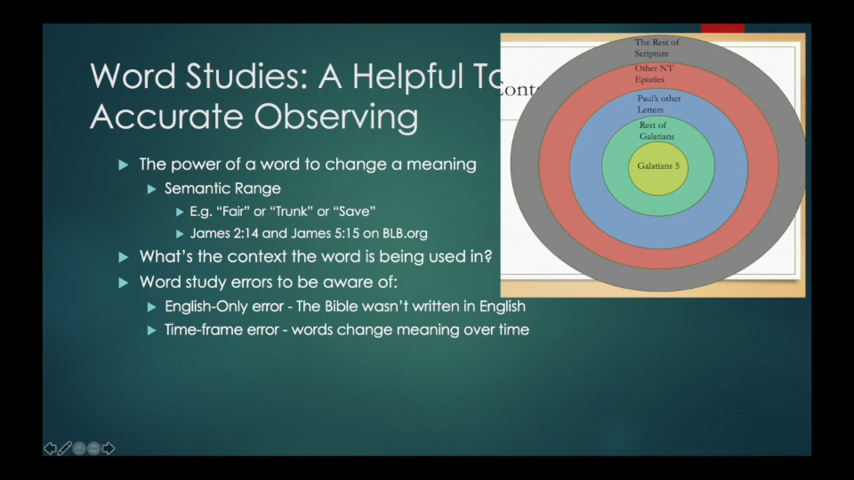 Word Studies: A Helpful To
Accurate Observing
The power of a word to change a meaning
Semantic Range
E.g. “Fair” or “Trunk” or “Save”
James 2:14 and James 5:15 on BLB.org
What’s the context the word is being used in?
Word study errors to be aware of:
English-Only error - The Bible wasn’t written in English
Time-frame error - words change meaning over time
Cont
The Rest of
Scripture
Other NT
Epistles
Paul's other
Letters
Rest of
Galatians
Galatians 5